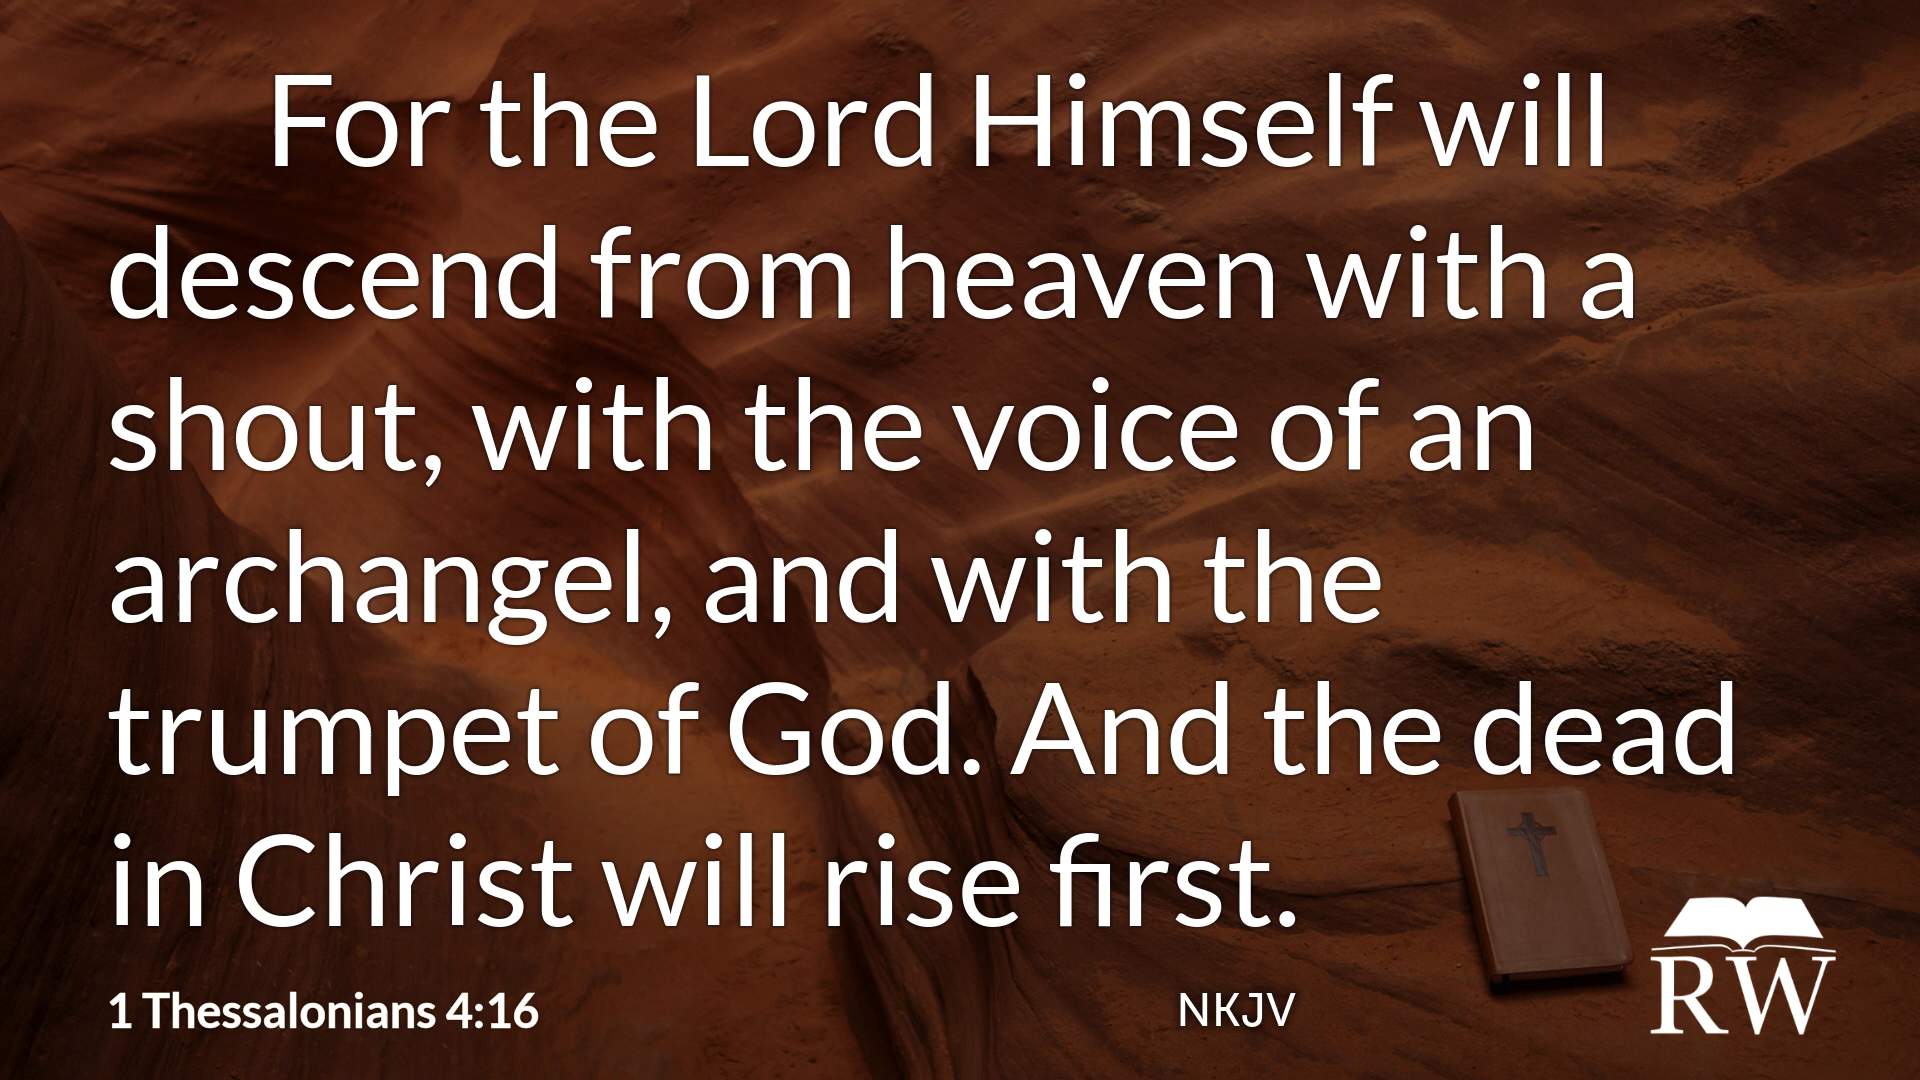 For the Lord Himself will
descend from heaven with a
shout, with the voice of an
archangel, and with the
trumpet of God. And the dead
in Christ will rise first.
1 Thessalonians 4:16
NKJV
RW